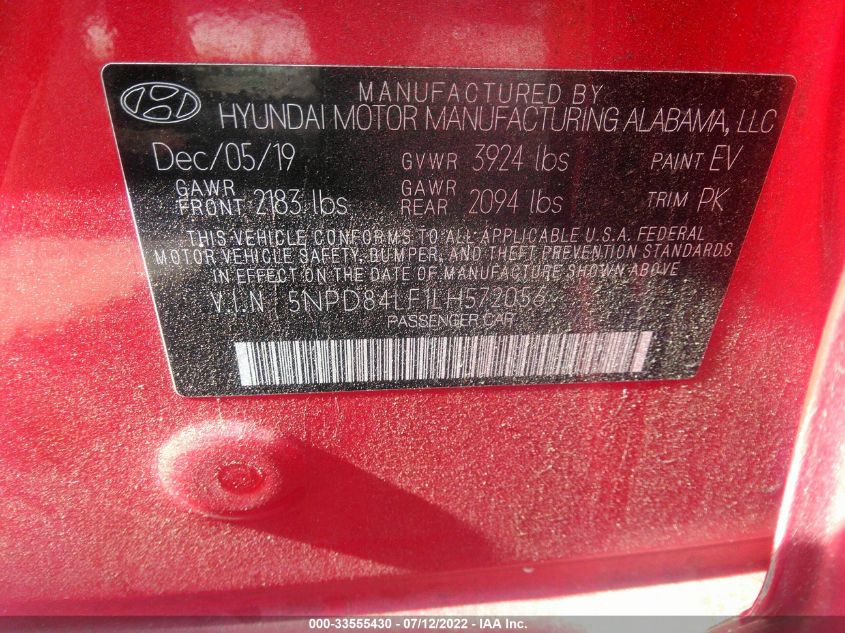 MANUFACTURED BY
HYUNDAI MOTOR MANUFACTURING ALABAMA, LLC
Dec/05/19 GVWR 3924 lbs PAINT EV
GAWR FRONT 2183 lbs GAWR REAR 2094 lbs TRIM PK
THIS VEHICLE CONFORMS TO ALL APPLICABLE U.S.A. FEDERAL
MOTOR VEHICLE SAFETY, BUMPER, AND THEFT PREVENTION STANDARDS
IN EFFECT ON THE DATE OF MANUFACTURE SHOWN ABOVE
V.I.N 5NPD84LF1LH572056
PASSENGER CAR
000-33555430 - 07/12/2022 - IAA Inc.